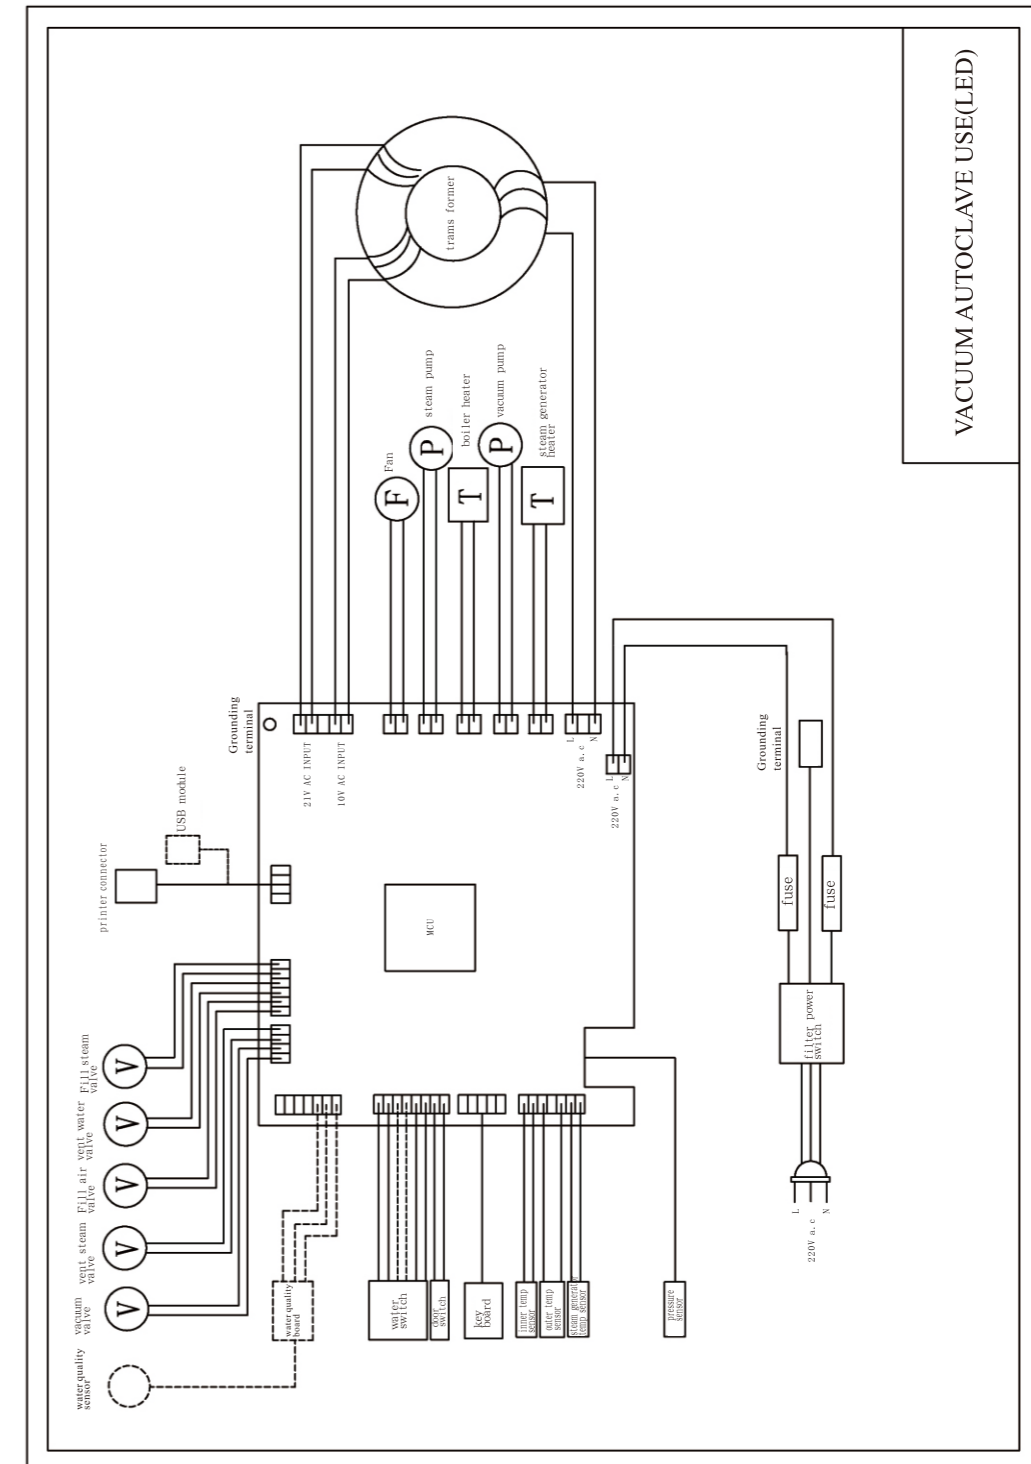 VACUUM AUTOCLAVE USE(LED)
trams former
steam pump
P
boiler heater
T
vacuum pump
P
steam generator
heater
T
Fan
F
Grounding
terminal
21V AC INPUT
10V AC INPUT
220V a.c
L
N
220V a.c
L
N
Grounding
terminal
USB module
printer connector
MCU
fuse
fuse
filter power
switch
L
N
220V a.c
Fill steam
valve
V
vent water
valve
V
Fill air
valve
V
vent steam
valve
V
vacuum
valve
V
water quality
sensor
water quality
board
water
switch
door
switch
key
board
inner temp
sensor
outer temp
sensor
steam generator
temp sensor
pressure
sensor